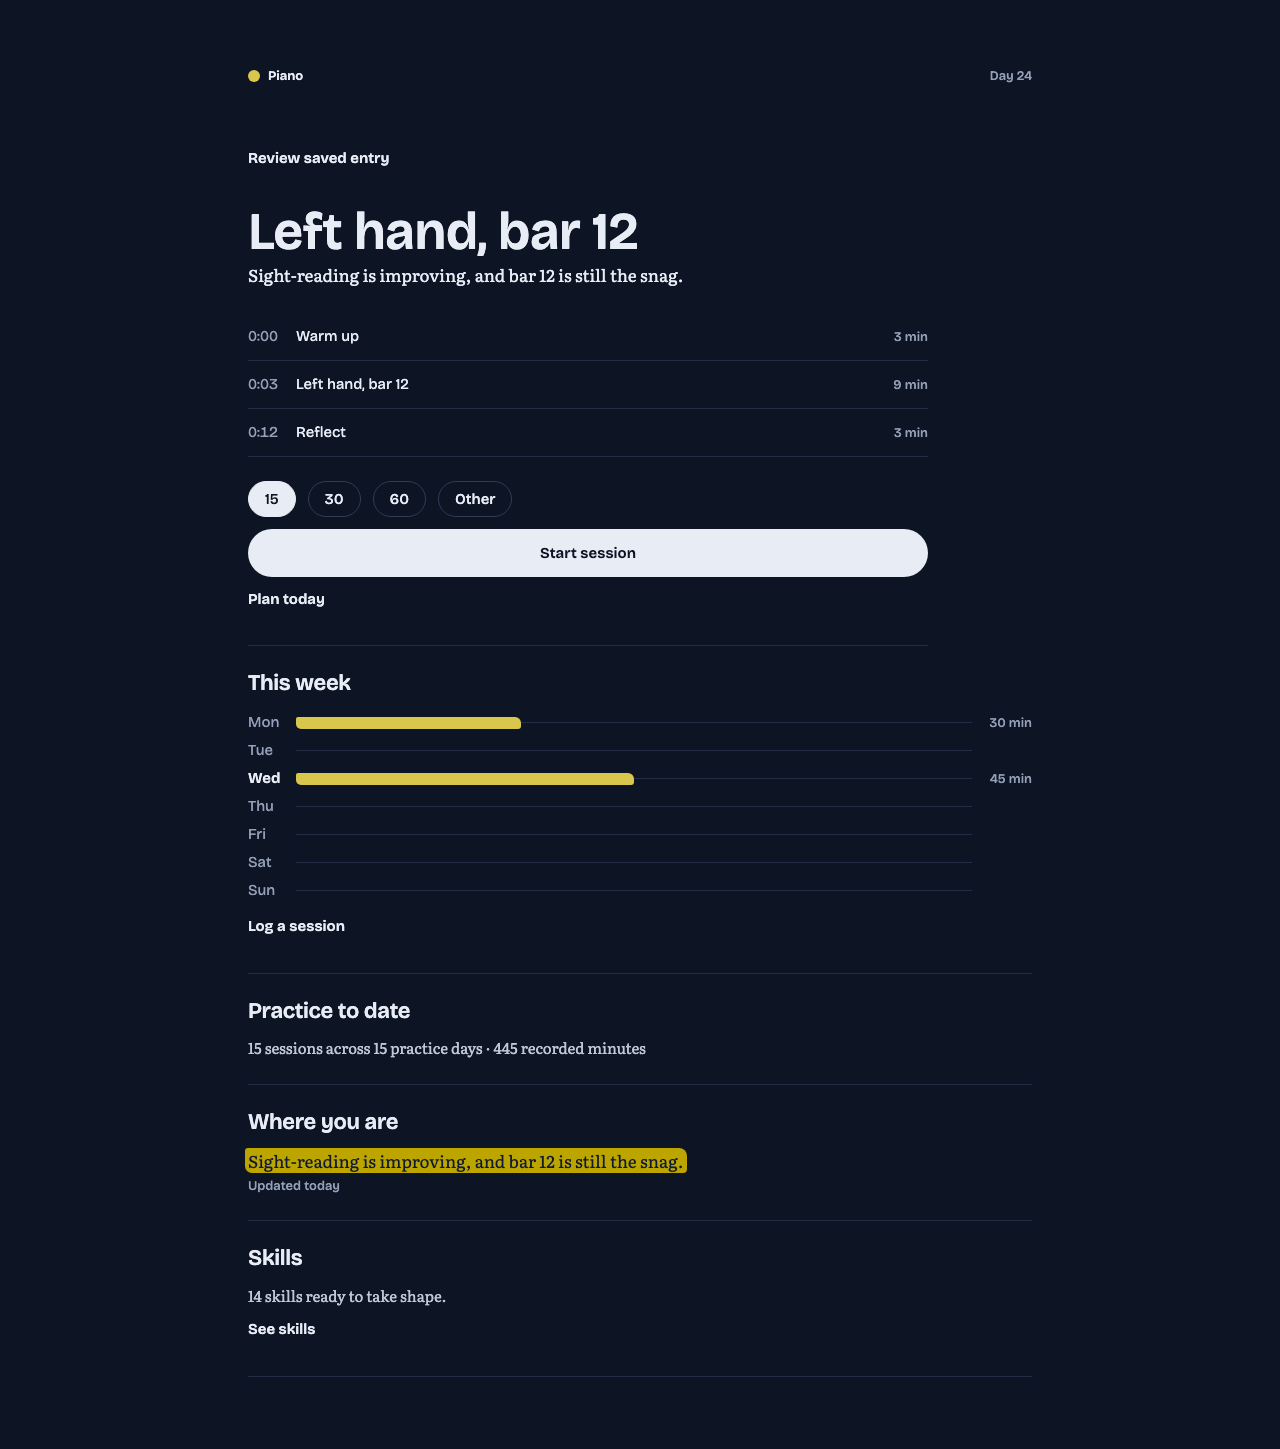 Piano
Day 24
Review saved entry
Left hand, bar 12
Sight-reading is improving, and bar 12 is still the snag.
0:00 Warm up 3 min
0:03 Left hand, bar 12 9 min
0:12 Reflect 3 min
15 30 60 Other
Start session
Plan today
This week
Mon 30 min
Tue
Wed 45 min
Thu
Fri
Sat
Sun
Log a session
Practice to date
15 sessions across 15 practice days · 445 recorded minutes
Where you are
Sight-reading is improving, and bar 12 is still the snag.
Updated today
Skills
14 skills ready to take shape.
See skills